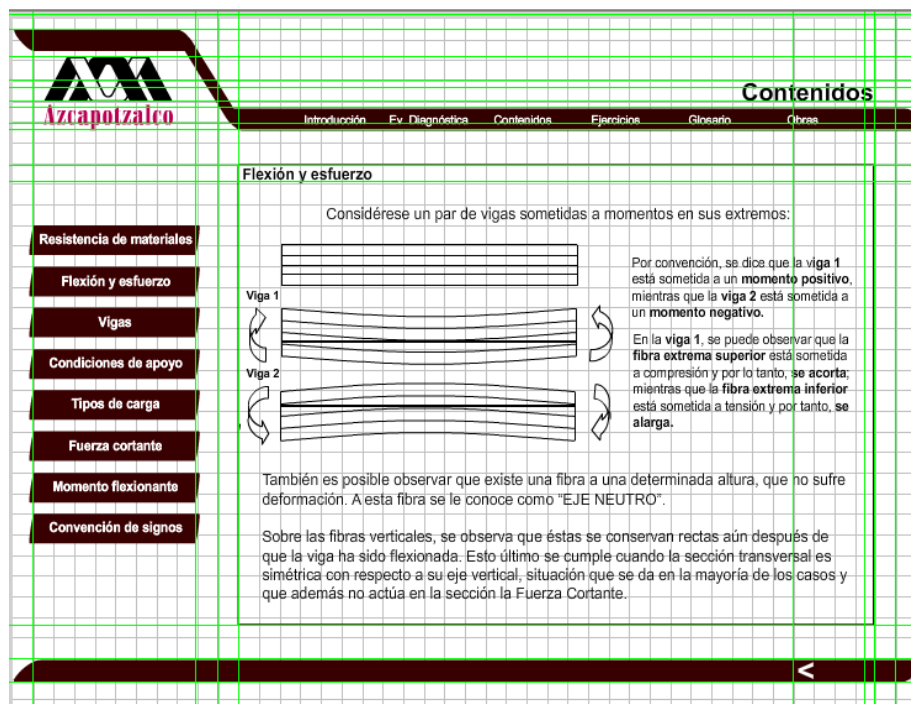 Azcapotzalco
Contenidos
Introducción Ev. Diagnóstica Contenidos Ejercicios Glosario Obras
Flexión y esfuerzo
Considérese un par de vigas sometidas a momentos en sus extremos:
Resistencia de materiales
Flexión y esfuerzo
Vigas
Condiciones de apoyo
Tipos de carga
Fuerza cortante
Momento flexionante
Convención de signos
Viga 1
Viga 2
Por convención, se dice que la viga 1
está sometida a un momento positivo,
mientras que la viga 2 está sometida a
un momento negativo.
En la viga 1, se puede observar que la
fibra extrema superior está sometida
a compresión y por lo tanto, se acorta;
mientras que la fibra extrema inferior
está sometida a tensión y por tanto, se
alarga.
También es posible observar que existe una fibra a una determinada altura, que no sufre
deformación. A esta fibra se le conoce como “EJE NEUTRO”.
Sobre las fibras verticales, se observa que éstas se conservan rectas aún después de
que la viga ha sido flexionada. Esto último se cumple cuando la sección transversal es
simétrica con respecto a su eje vertical, situación que se da en la mayoría de los casos y
que además no actúa en la sección la Fuerza Cortante.
<